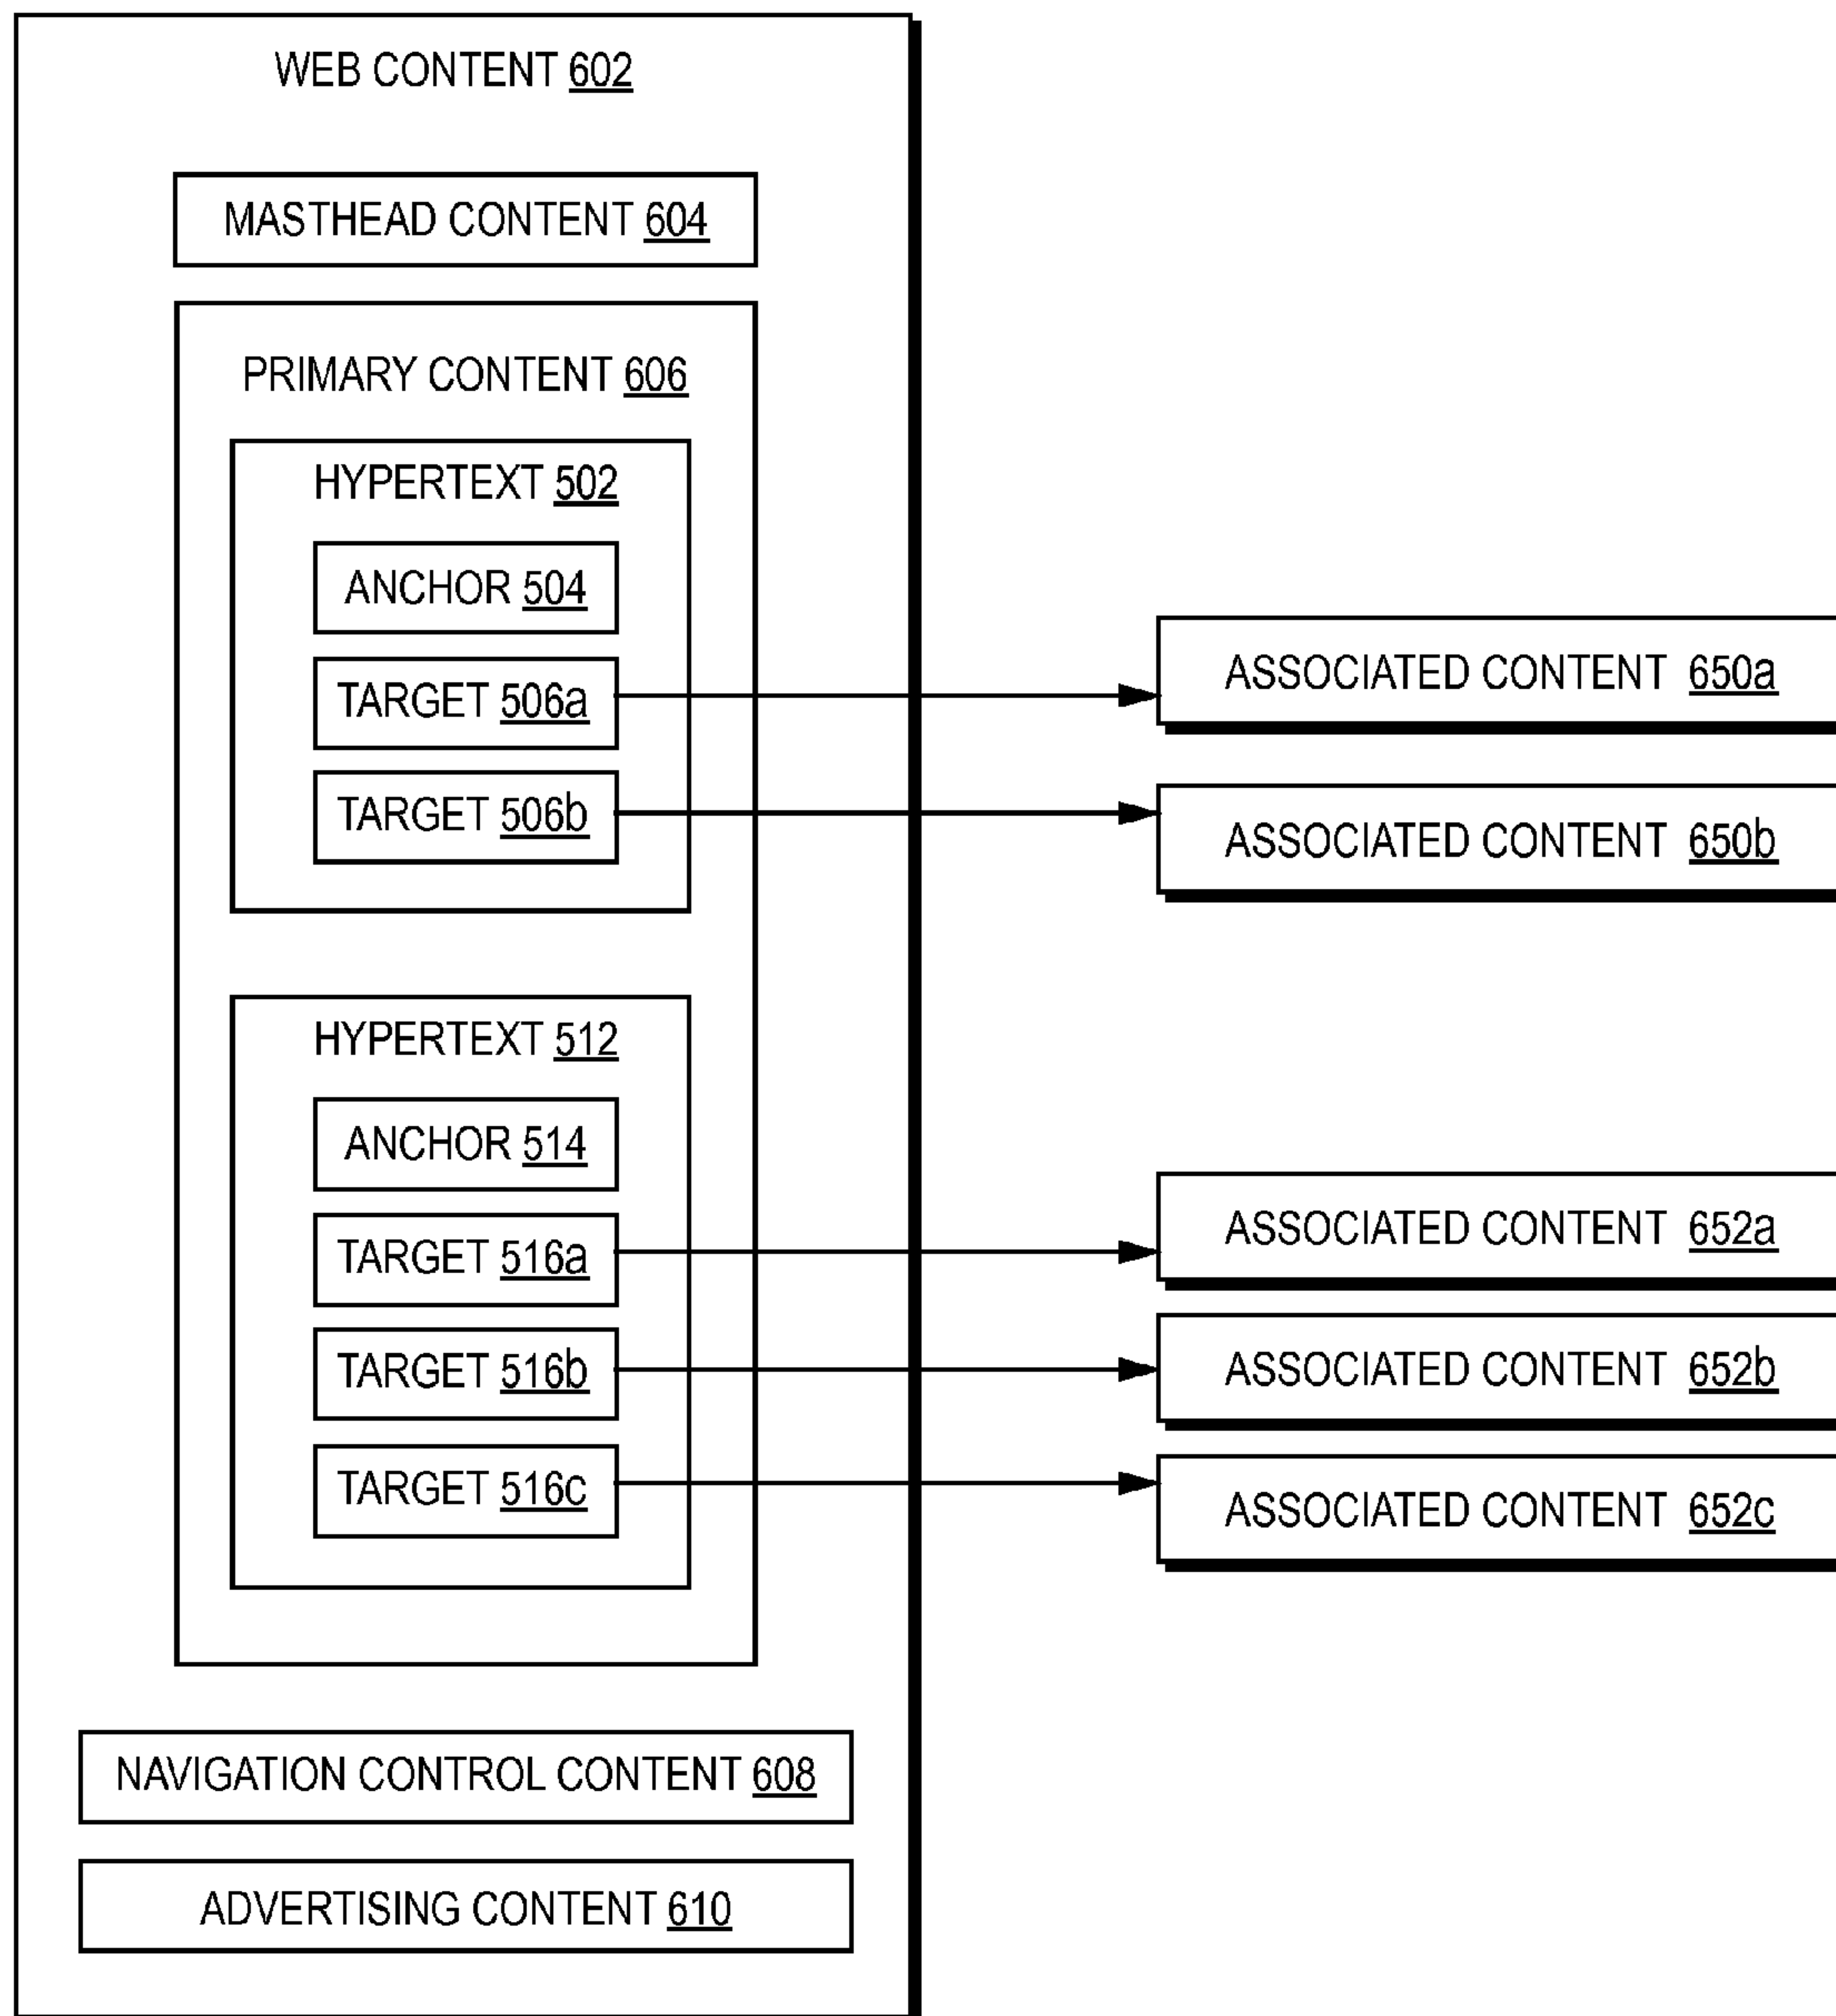 WEB CONTENT 602
MASTHEAD CONTENT 604
PRIMARY CONTENT 606
HYPERTEXT 502
ANCHOR 504
TARGET 506a
TARGET 506b
HYPERTEXT 512
ANCHOR 514
TARGET 516a
TARGET 516b
TARGET 516c
NAVIGATION CONTROL CONTENT 608
ADVERTISING CONTENT 610
ASSOCIATED CONTENT 650a
ASSOCIATED CONTENT 650b
ASSOCIATED CONTENT 652a
ASSOCIATED CONTENT 652b
ASSOCIATED CONTENT 652c